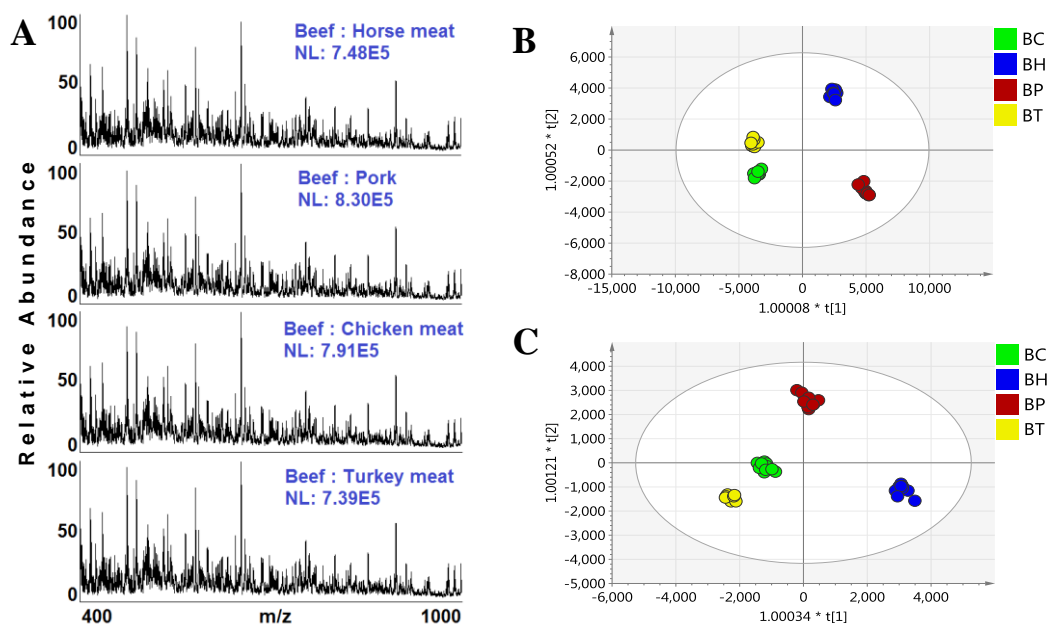 A
Relative Abundance
100
50
0
Beef : Horse meat
NL: 7.48E5
100
50
0
Beef : Pork
NL: 8.30E5
100
50
0
Beef : Chicken meat
NL: 7.91E5
100
50
0
Beef : Turkey meat
NL: 7.39E5
400 m/z 1000
B
1.00052 * t[2]
6,000
4,000
2,000
0
-2,000
-4,000
-6,000
-8,000
-15,000 -10,000 -5,000 0 5,000 10,000
1.00008 * t[1]
BC
BH
BP
BT
C
1.00121 * t[2]
4,000
3,000
2,000
1,000
0
-1,000
-2,000
-3,000
-4,000
-5,000
-6,000 -4,000 -2,000 0 2,000 4,000
1.00034 * t[1]
BC
BH
BP
BT